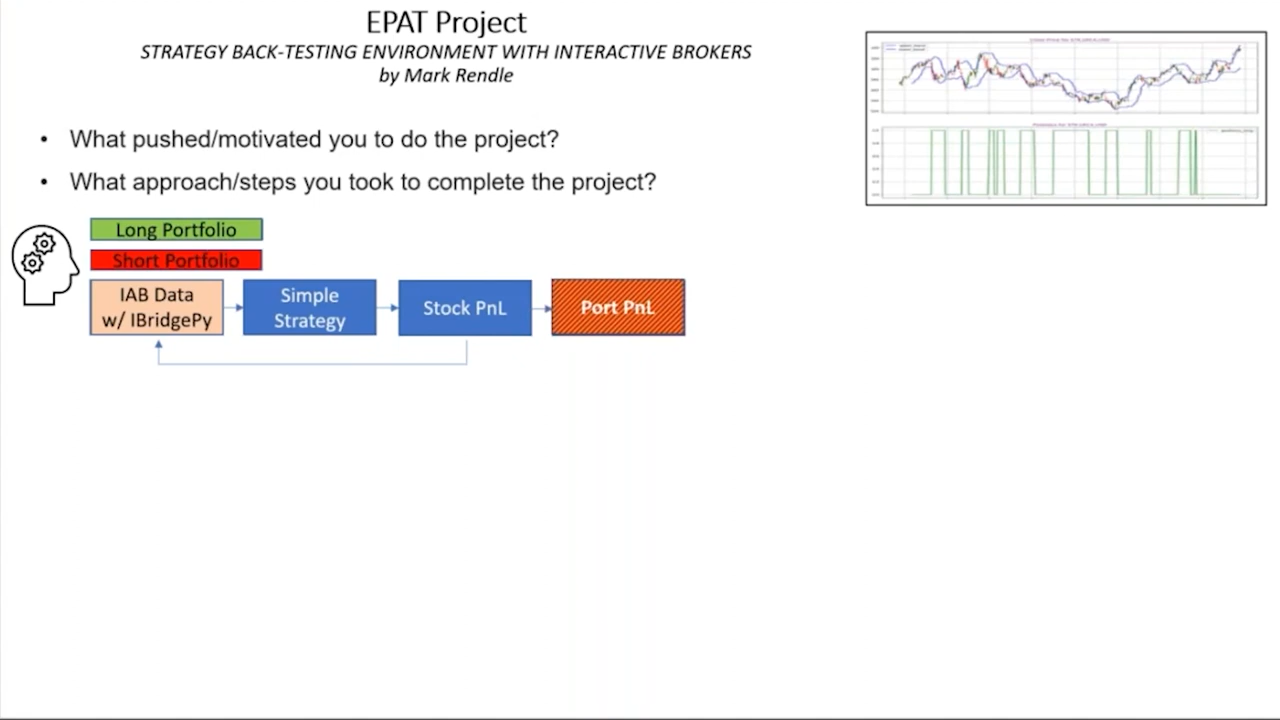 EPAT Project
STRATEGY BACK-TESTING ENVIRONMENT WITH INTERACTIVE BROKERS
by Mark Rendle
• What pushed/motivated you to do the project?
• What approach/steps you took to complete the project?
Long Portfolio
Short Portfolio
IAB Data
w/ IBridgePy
Simple
Strategy
Stock PnL
Port PnL